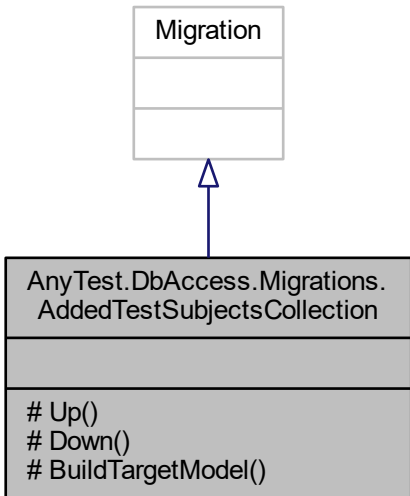 Migration
AnyTest.DbAccess.Migrations.
AddedTestSubjectsCollection
# Up()
# Down()
# BuildTargetModel()